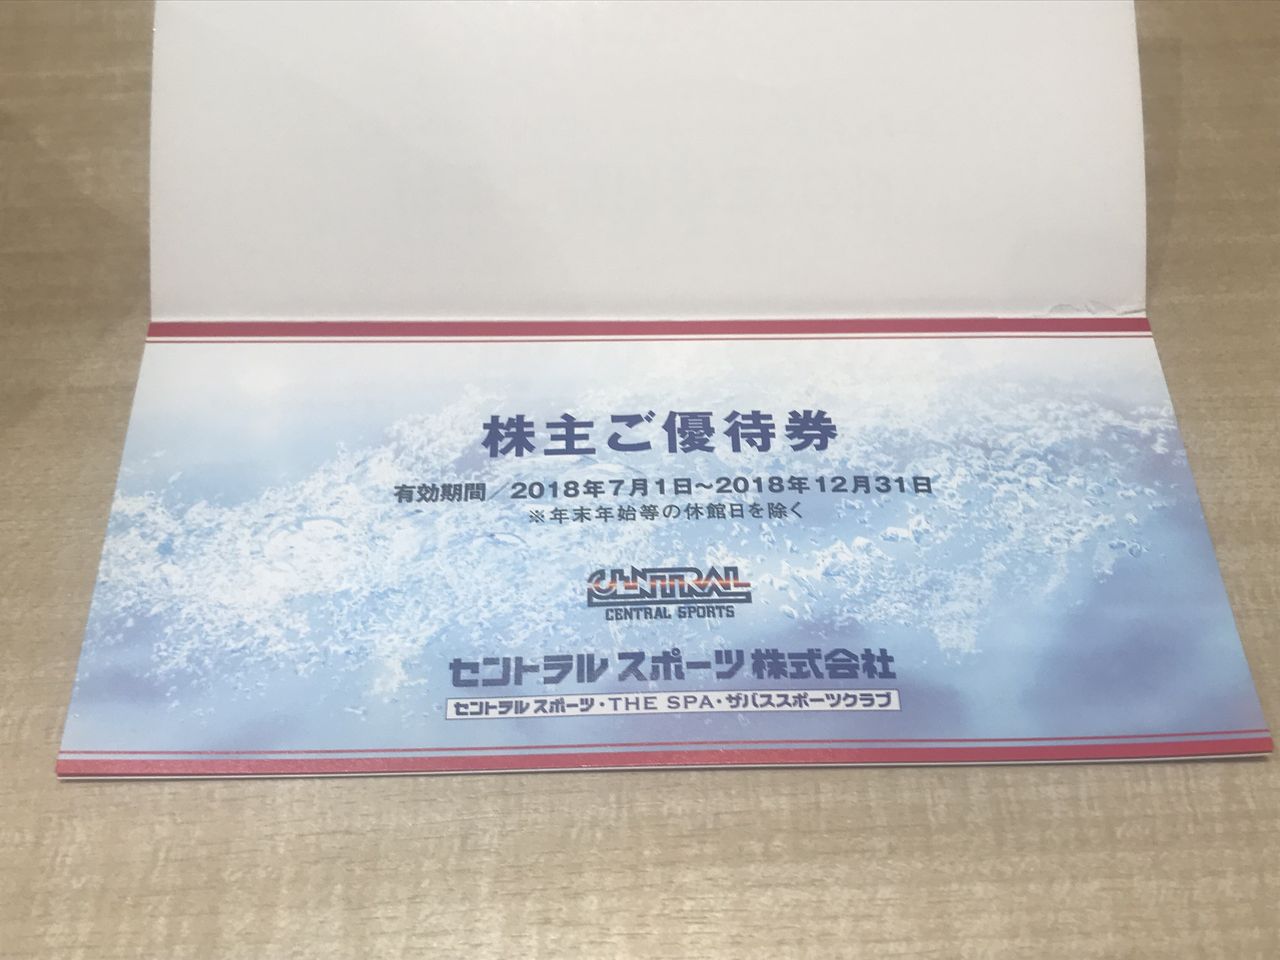 株主ご優待券
有効期間／2018年7月1日～2018年12月31日
※年末年始等の休館日を除く
CENTRAL
CENTRAL SPORTS
セントラルスポーツ株式会社
セントラルスポーツ・THE SPA・ザバススポーツクラブ